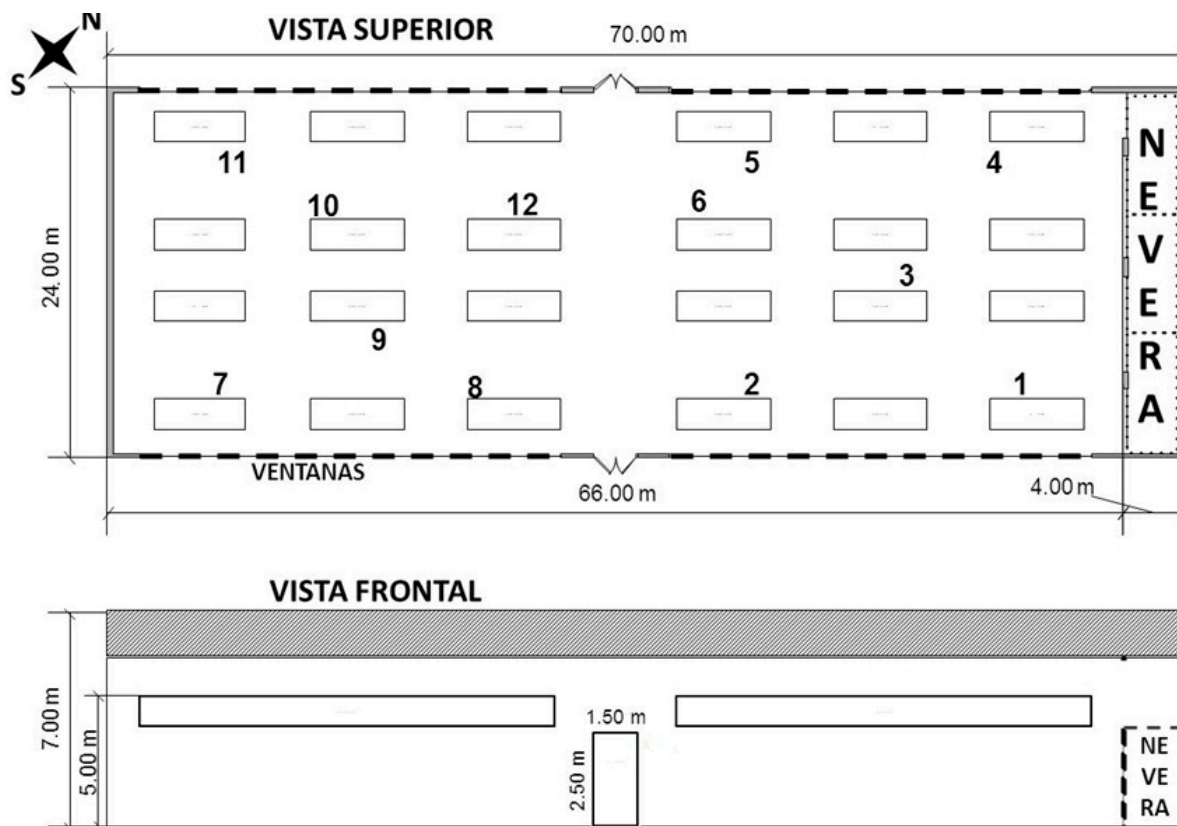 N
VISTA SUPERIOR
70.00 m
S
11
5
4
N
E
V
E
R
A
10
12
6
24.00 m
3
9
7
8
2
1
VENTANAS
66.00 m
4.00 m
VISTA FRONTAL
7.00 m
5.00 m
1.50 m
2.50 m
NE
VE
RA